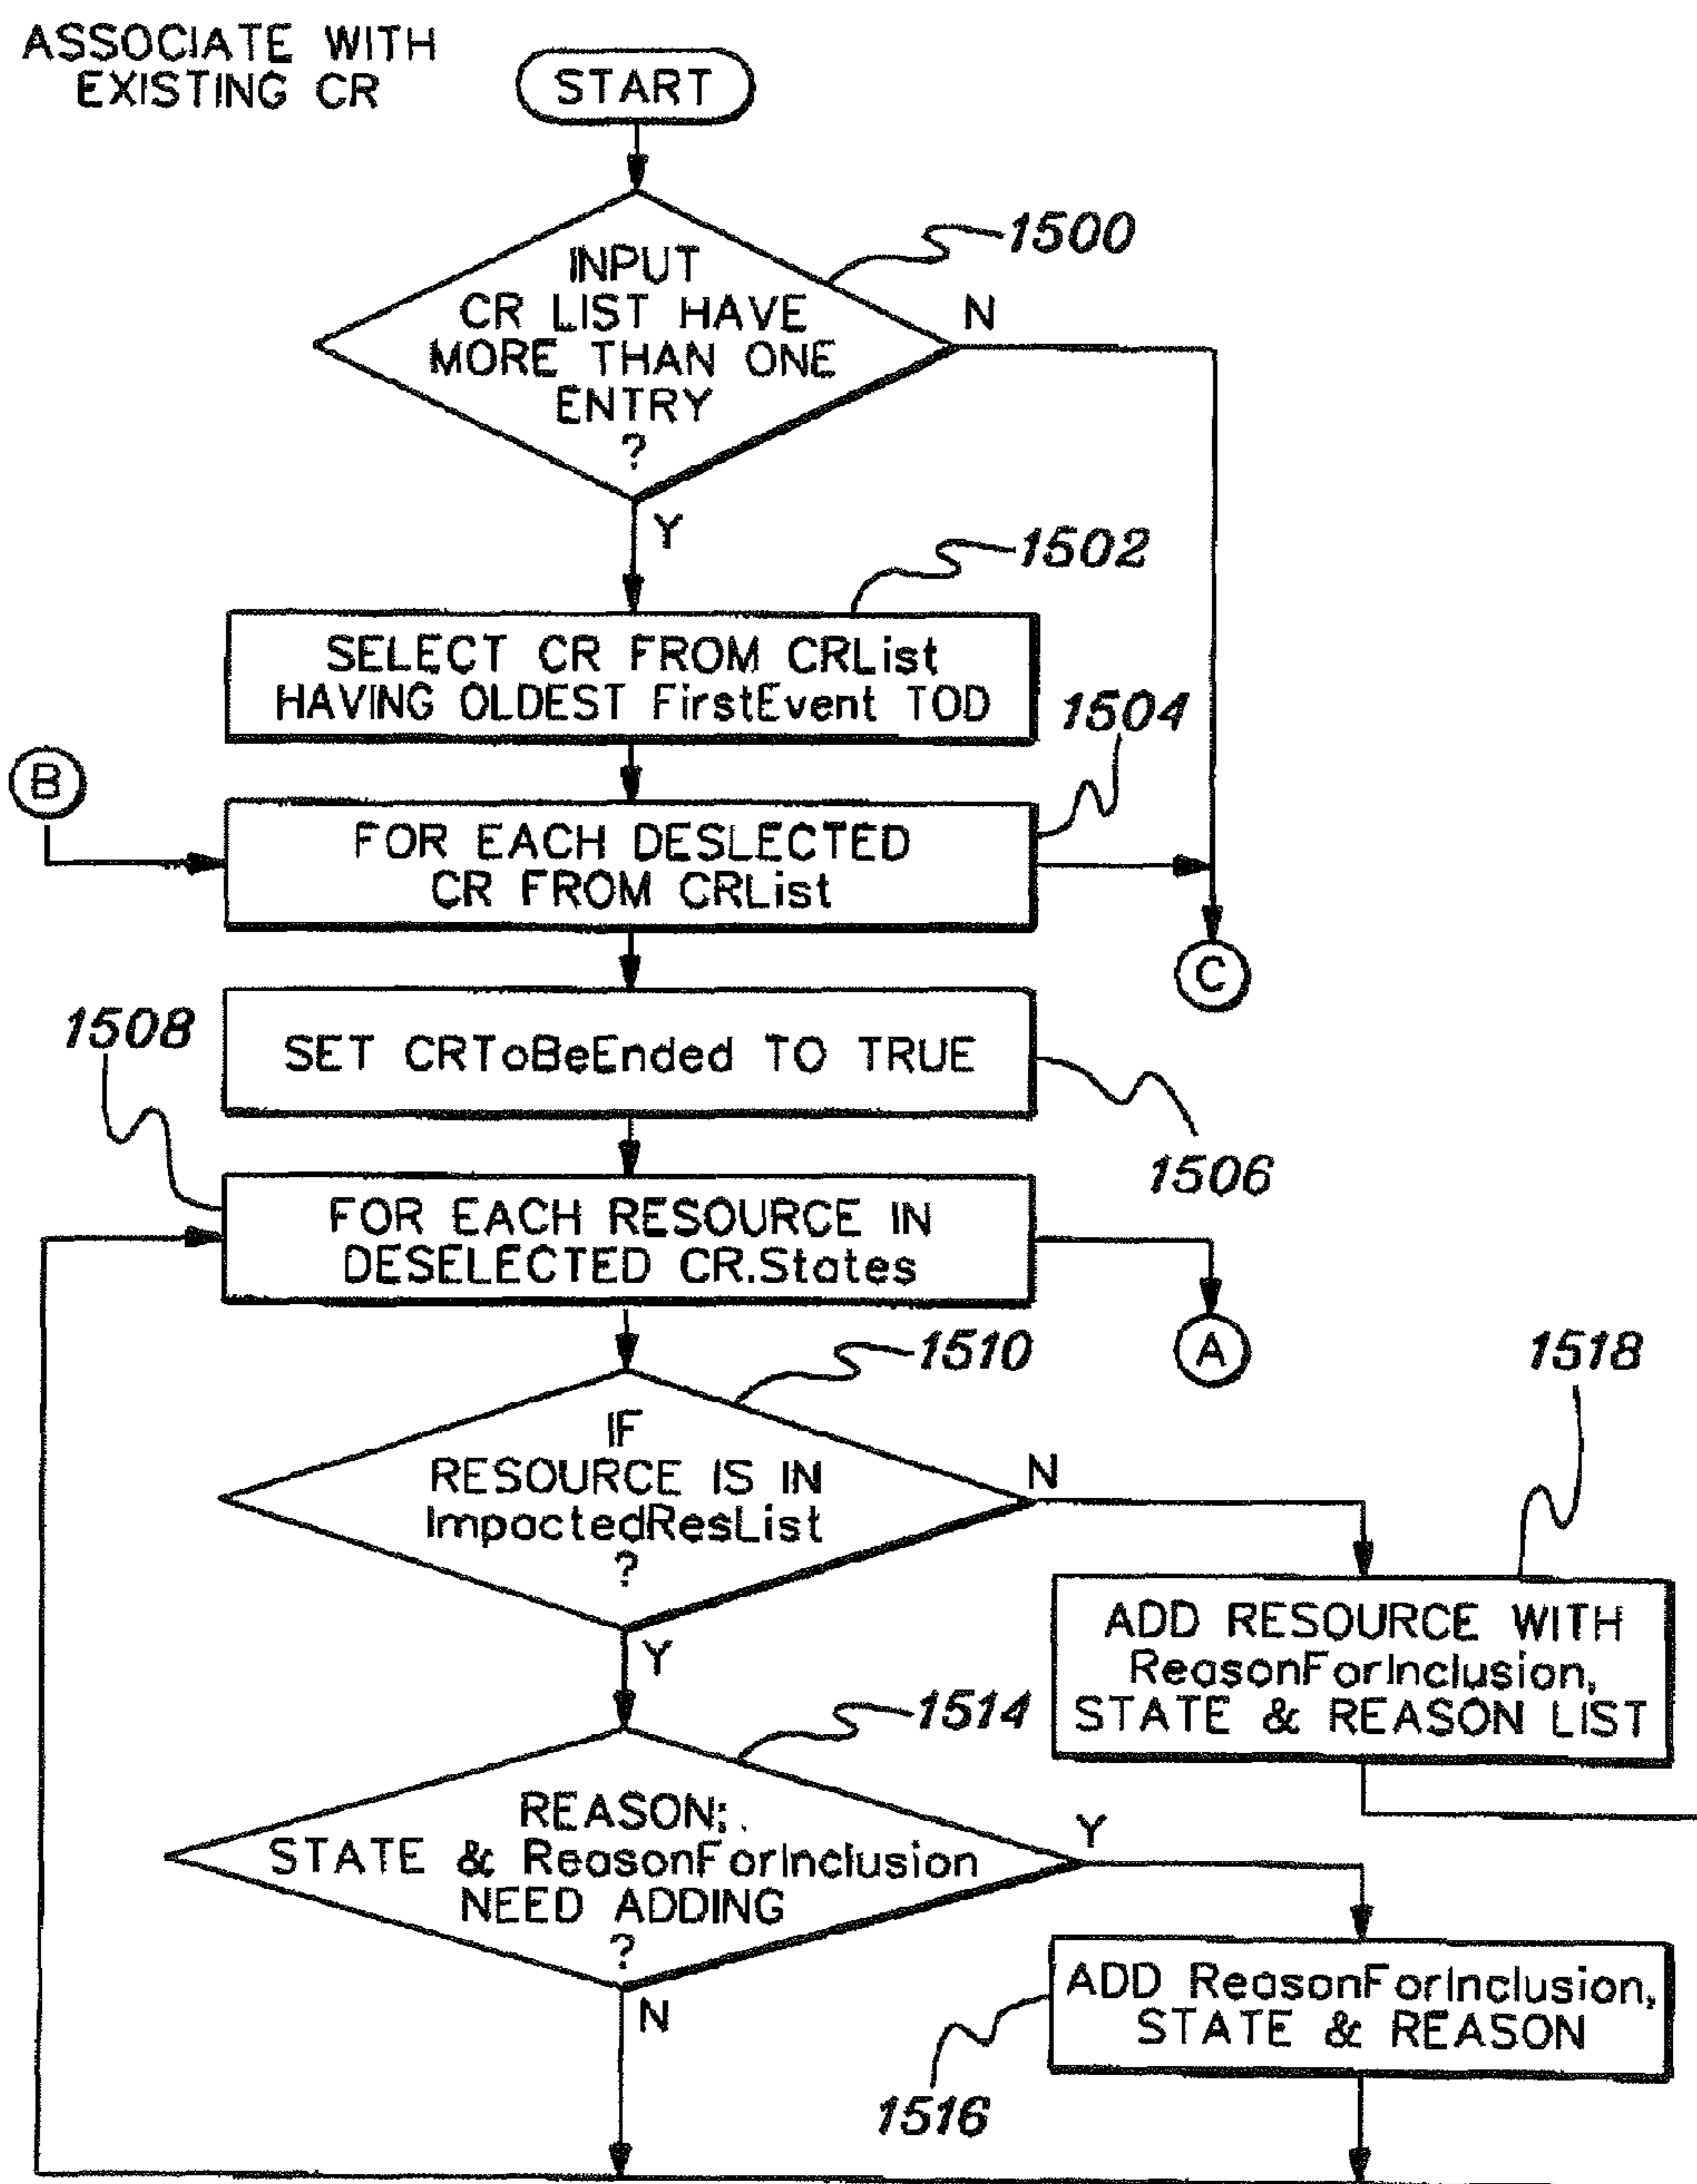 ASSOCIATE WITH
EXISTING CR
START
1500
INPUT
CR LIST HAVE
MORE THAN ONE
ENTRY
?
N
Y
1502
SELECT CR FROM CRList
HAVING OLDEST FirstEvent TOD
1504
B
FOR EACH DESLECTED
CR FROM CRList
C
1508
SET CRToBeEnded TO TRUE
1506
FOR EACH RESOURCE IN
DESELECTED CR.States
A
1510
1518
IF
RESOURCE IS IN
ImpactedResList
?
N
Y
ADD RESOURCE WITH
ReasonForInclusion,
STATE & REASON LIST
1514
REASON;
STATE & ReasonForInclusion
NEED ADDING
?
Y
N
ADD ReasonForInclusion,
STATE & REASON
1516